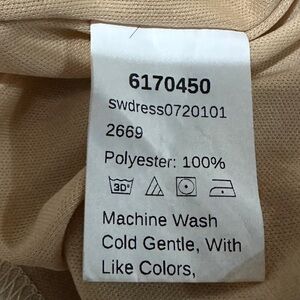 6170450
swdress0720101
2669
Polyester: 100%
30°
Machine Wash
Cold Gentle, With
Like Colors,